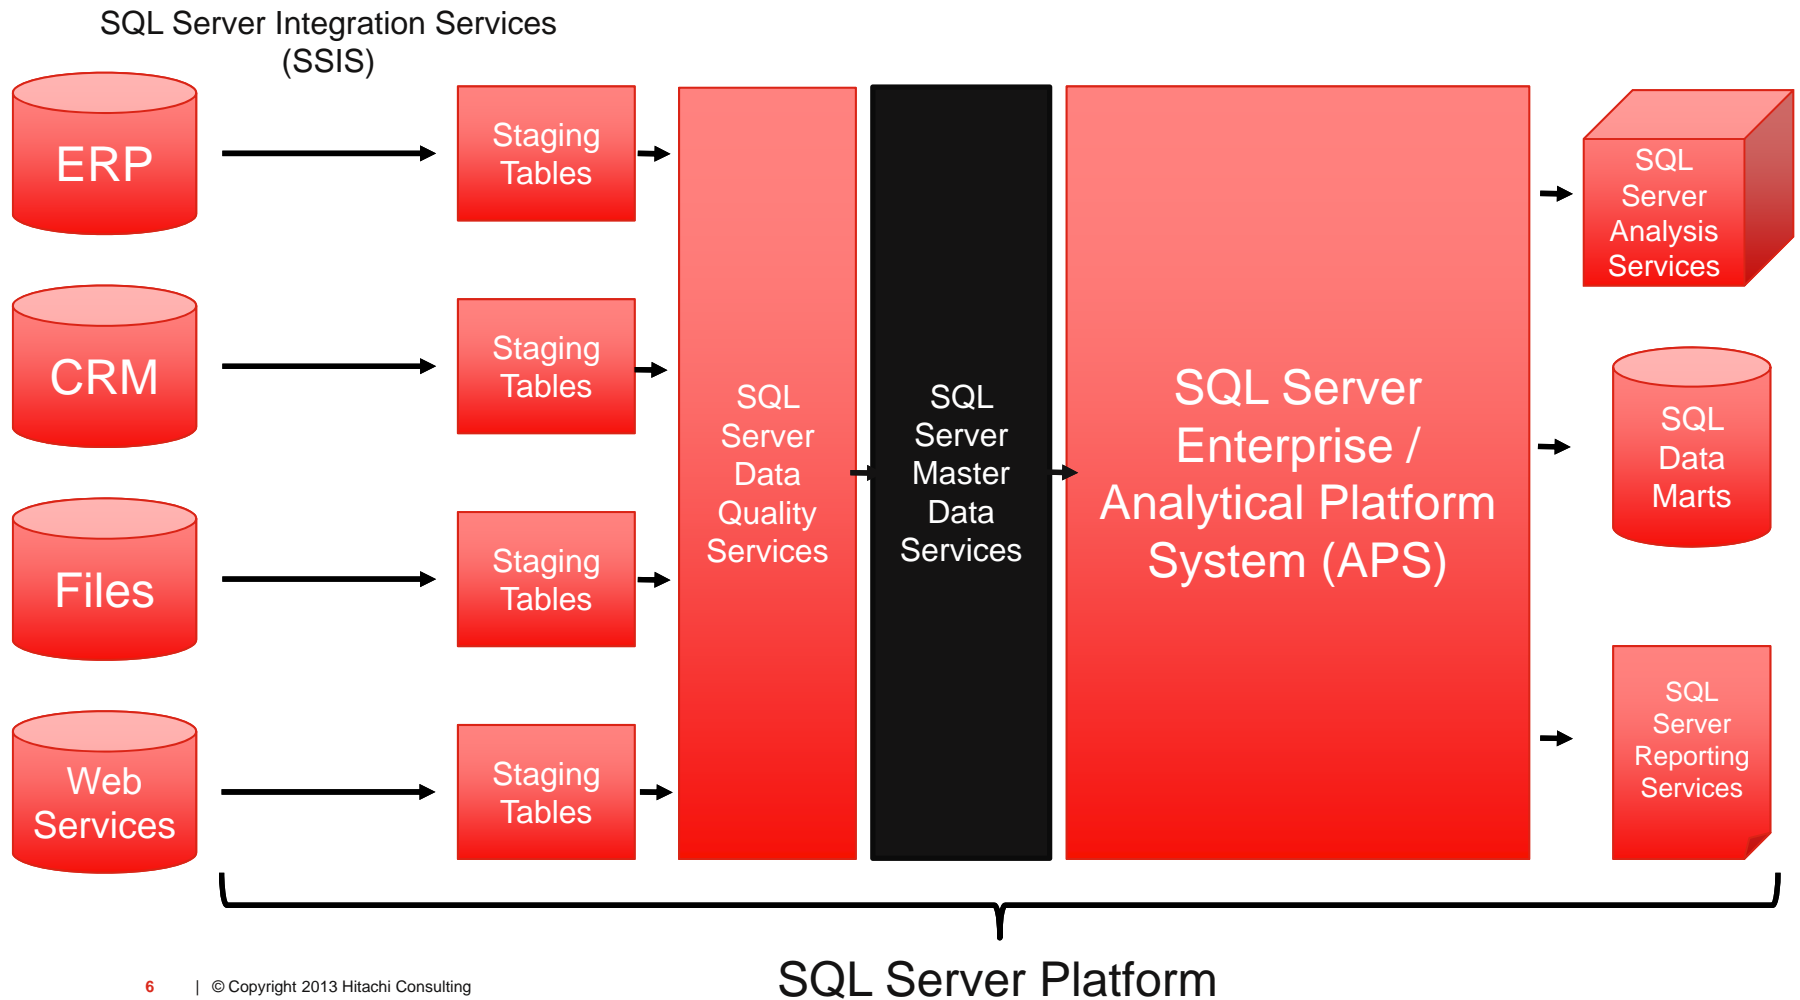 SQL Server Integration Services
(SSIS)
ERP
Staging
Tables
CRM
Staging
Tables
Files
Staging
Tables
Web
Services
Staging
Tables
SQL
Server
Data
Quality
Services
SQL
Server
Master
Data
Services
SQL Server
Enterprise /
Analytical Platform
System (APS)
SQL
Server
Analysis
Services
SQL
Data
Marts
SQL
Server
Reporting
Services
SQL Server Platform
6 | © Copyright 2013 Hitachi Consulting